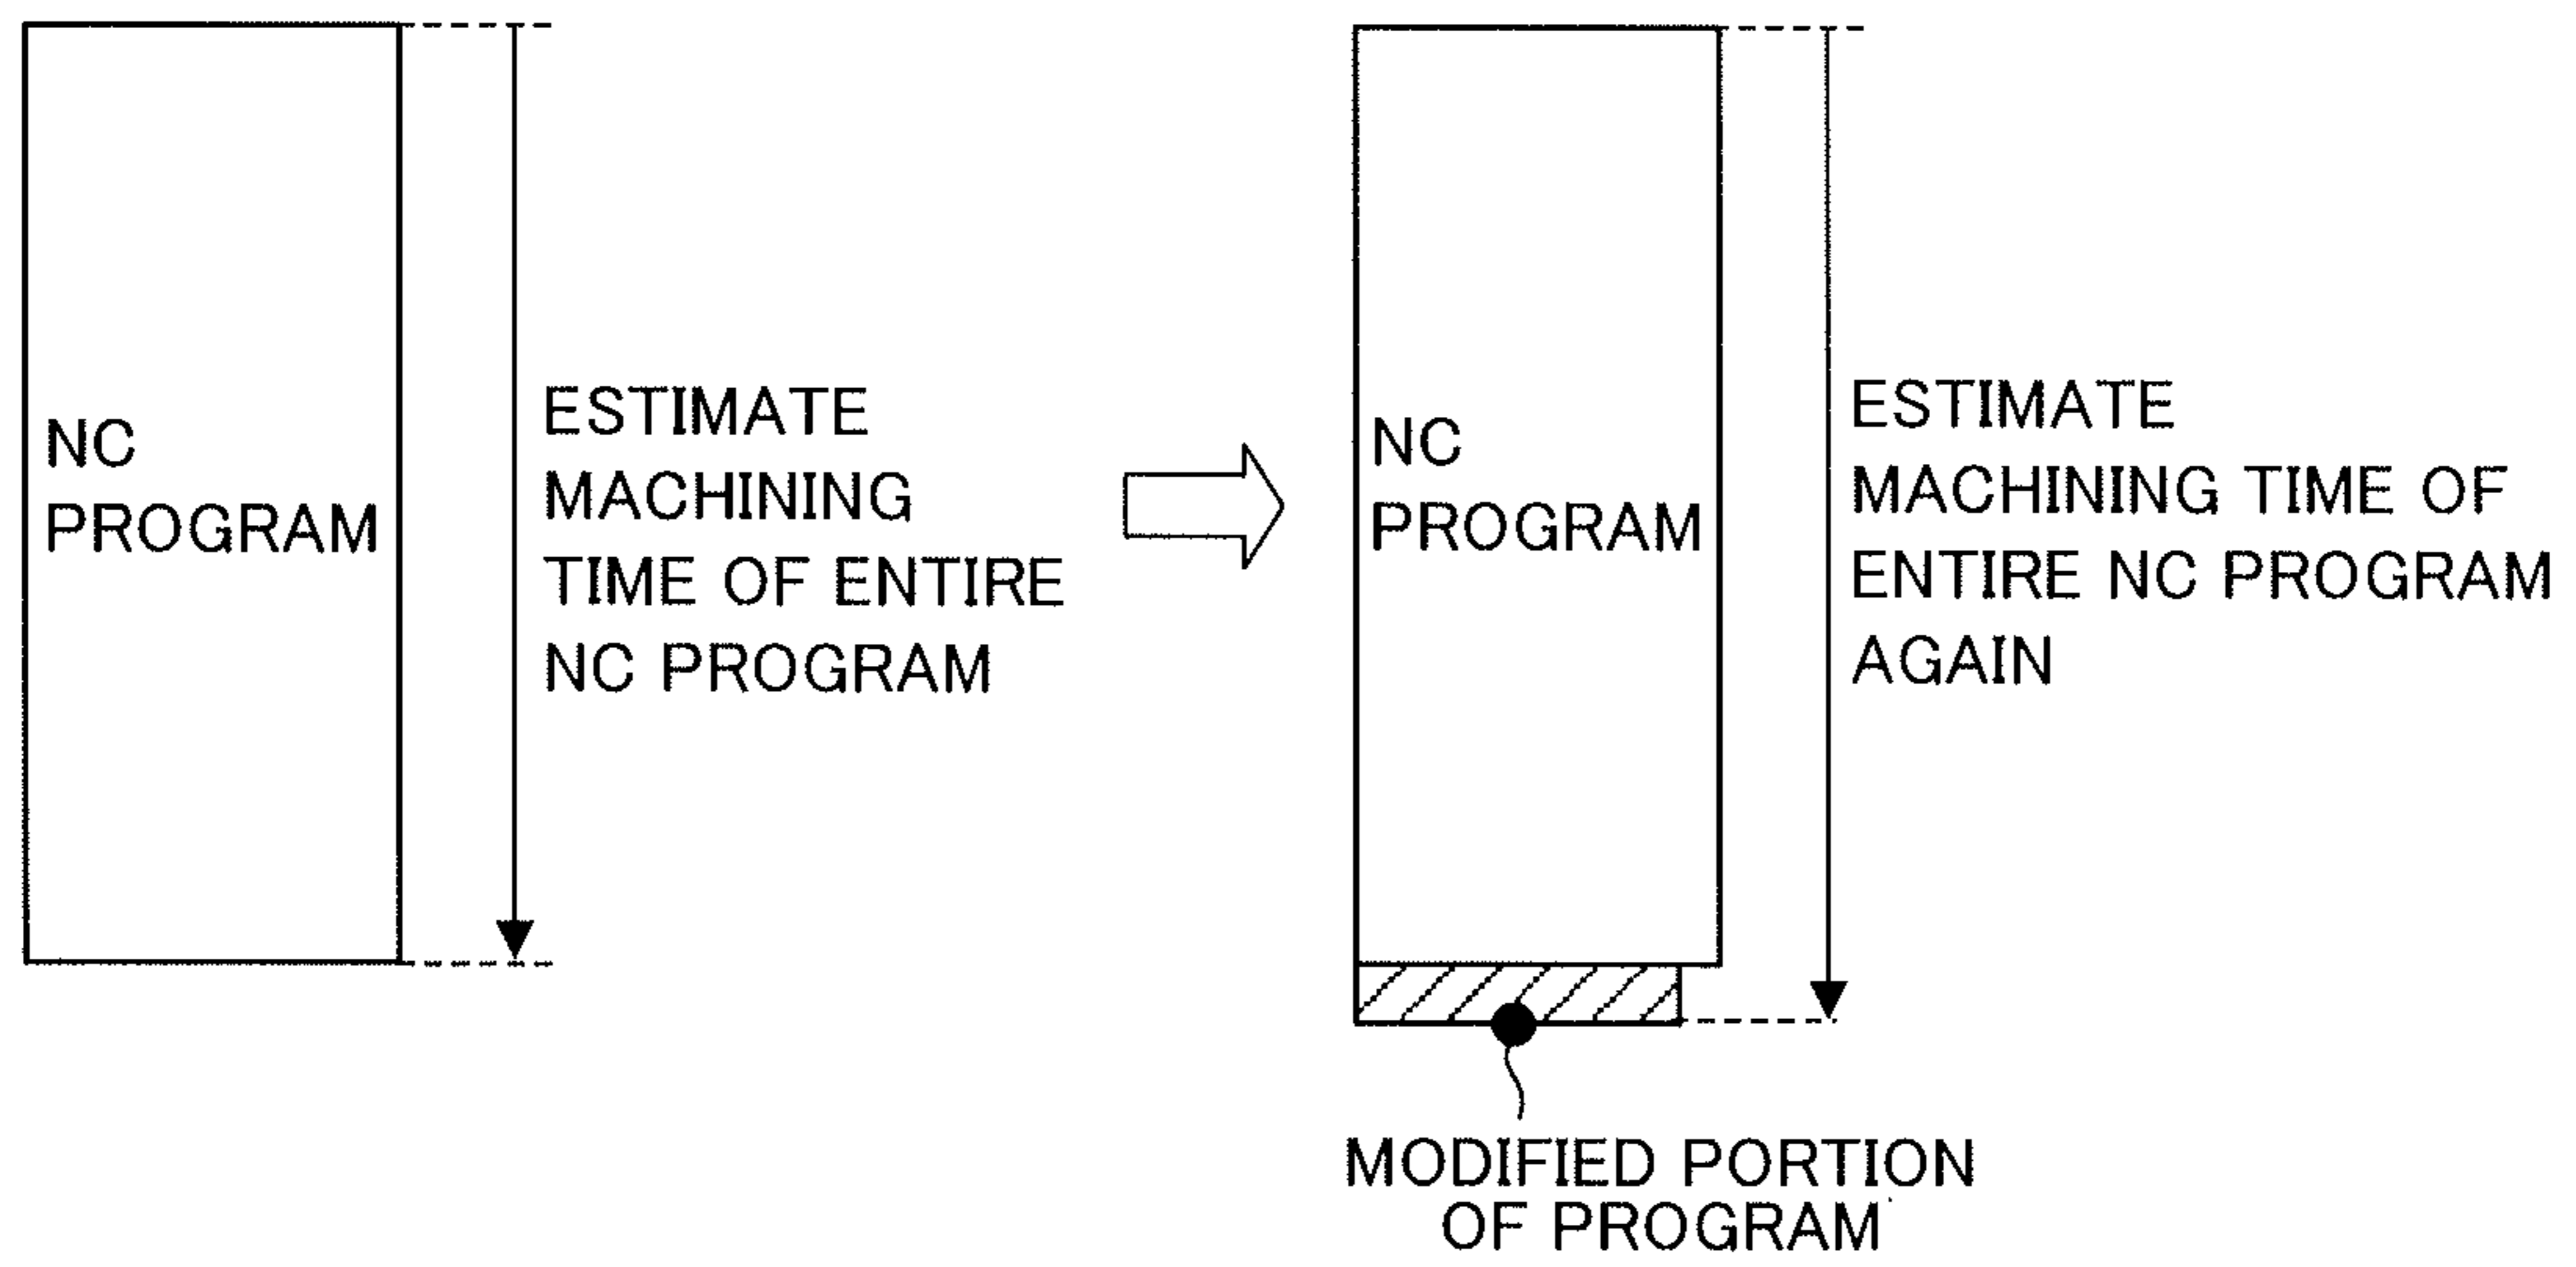 NC
PROGRAM
ESTIMATE
MACHINING
TIME OF ENTIRE
NC PROGRAM
NC
PROGRAM
ESTIMATE
MACHINING TIME OF
ENTIRE NC PROGRAM
AGAIN
MODIFIED PORTION
OF PROGRAM